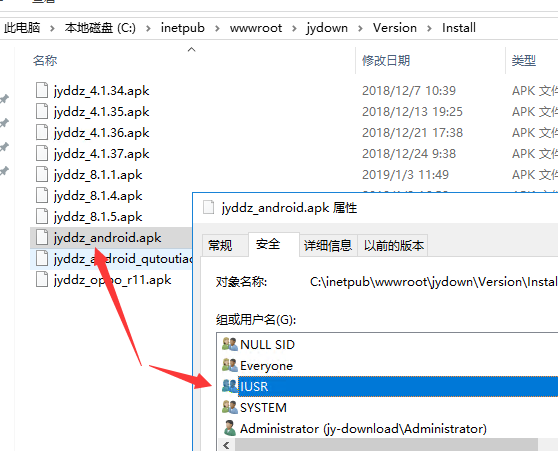 此电脑 › 本地磁盘 (C:) › inetpub › wwwroot › jydown › Version › Install
名称 修改日期 类型
jyddz_4.1.34.apk 2018/12/7 10:39 APK 文件
jyddz_4.1.35.apk 2018/12/13 19:25 APK 文件
jyddz_4.1.36.apk 2018/12/21 17:38 APK 文件
jyddz_4.1.37.apk 2018/12/24 9:38 APK 文件
jyddz_8.1.1.apk 2019/1/3 11:49 APK 文件
jyddz_8.1.4.apk
jyddz_8.1.5.apk
jyddz_android.apk
jyddz_android_qutoutiao
jyddz_oppo_r11.apk
jyddz_android.apk 属性
常规 安全 详细信息 以前的版本
对象名称: C:\inetpub\wwwroot\jydown\Version\Install
组或用户名(G):
NULL SID
Everyone
IUSR
SYSTEM
Administrator (jy-download\Administrator)